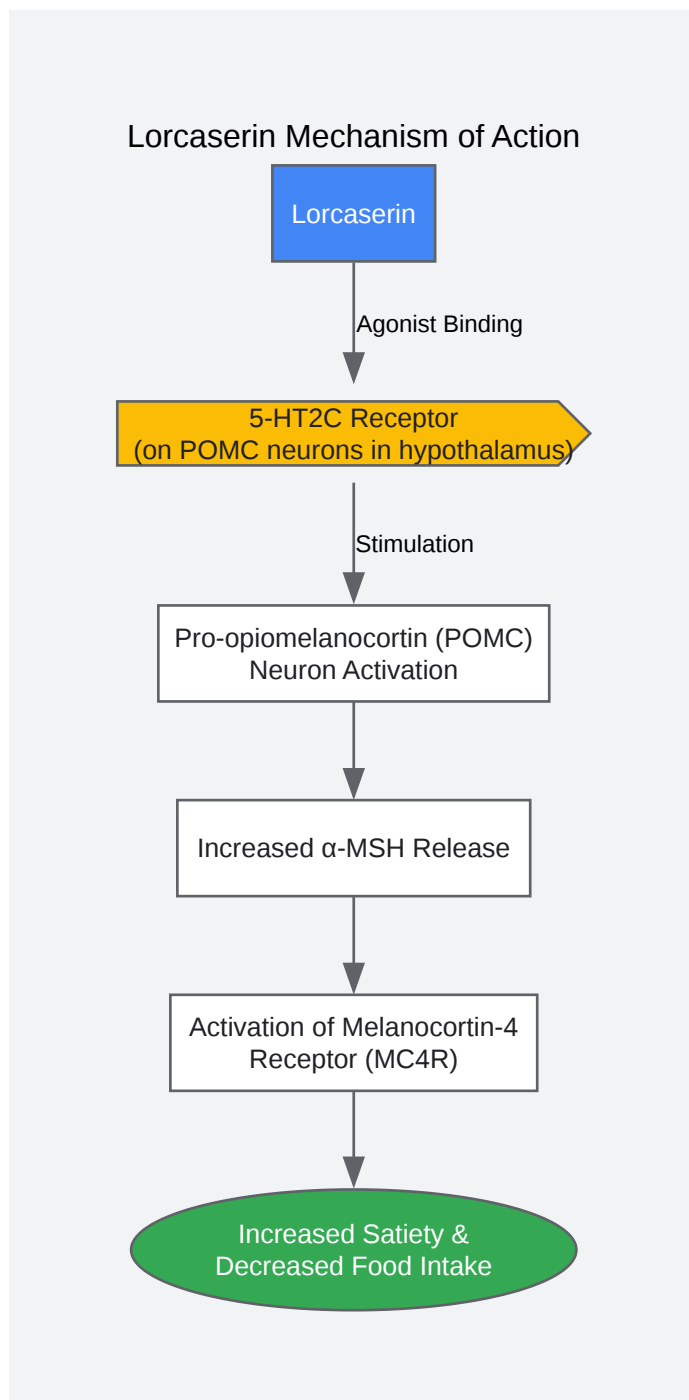 Lorcaserin Mechanism of Action
Lorcaserin
Agonist Binding
5-HT2C Receptor
(on POMC neurons in hypothalamus)
Stimulation
Pro-opiomelanocortin (POMC)
Neuron Activation
Increased α-MSH Release
Activation of Melanocortin-4
Receptor (MC4R)
Increased Satiety &
Decreased Food Intake